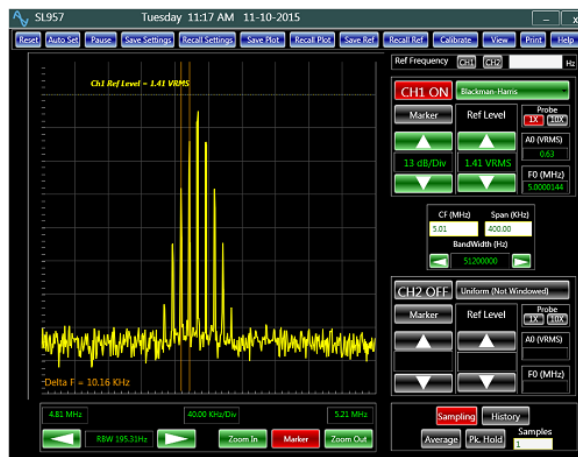 SL957 Tuesday 11:17 AM 11-10-2015
Reset Auto Set Pause Save Settings Recall Settings Save Plot Recall Plot Save Ref Recall Ref Calibrate View Print Help
Ref Frequency CH1 CH2 Hz
Ch1 Ref Level = 1.41 VRMS
CH1 ON Blackman-Harris
Marker Ref Level Probe
1X 10X
A0 (VRMS)
13 dB/Div 1.41 VRMS 0.63
F0 (MHz)
5.0000144
CF (MHz) Span (KHz)
5.01 400.00
BandWidth (Hz)
51200000
CH2 OFF Uniform (Not Windowed)
Marker Ref Level Probe
1X 10X
A0 (VRMS)
F0 (MHz)
Delta F = 10.16 KHz
4.81 MHz 40.00 KHz/Div 5.21 MHz
RBW 195.31Hz Zoom In Marker Zoom Out
Sampling History
Average Pk. Hold Samples
1